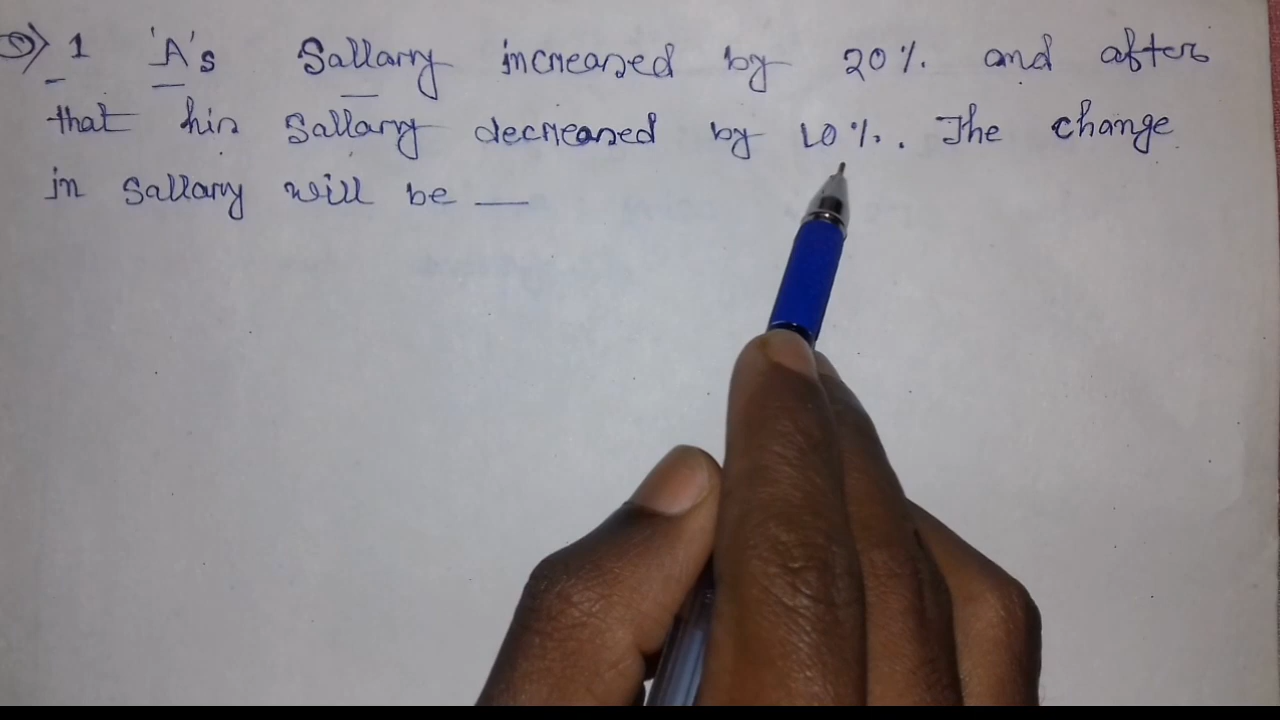 Q) 1 'A's Sallary increased by 20%. and after
that his Sallary decreased by 10%. The change
in Sallary will be __